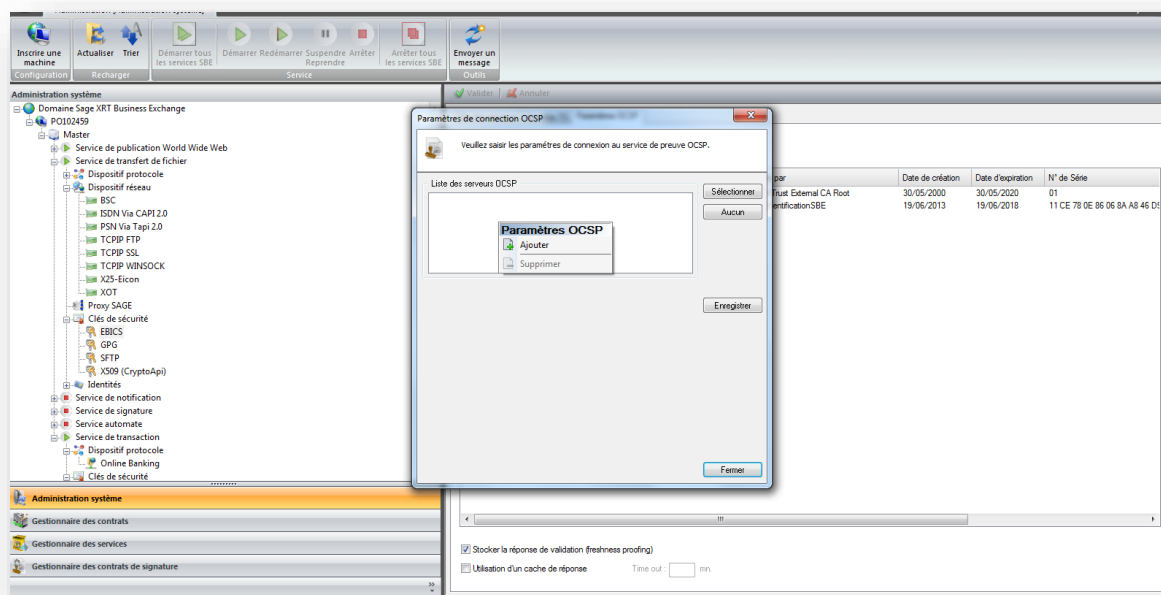 Inscrire une machine
Actualiser
Trier
Démarrer tous les services SBE
Démarrer
Redémarrer
Suspendre Reprendre
Arrêter
Arrêter tous les services SBE
Envoyer un message
Configuration
Recharger
Service
Outils
Administration système
Domaine Sage XRT Business Exchange
PO102459
Master
Service de publication World Wide Web
Service de transfert de fichier
Dispositif protocole
Dispositif réseau
BSC
ISDN Via CAPI 2.0
PSN Via Tapi 2.0
TCPIP FTP
TCPIP SSL
TCPIP WINSOCK
X25-Eicon
XOT
Proxy SAGE
Clés de sécurité
EBICS
GPG
SFTP
X509 (CryptoApi)
Identités
Service de notification
Service de signature
Service automate
Service de transaction
Dispositif protocole
Online Banking
Clés de sécurité
Administration système
Gestionnaire des contrats
Gestionnaire des services
Gestionnaire des contrats de signature
Valider
Annuler
Paramètres de connection OCSP
Veuillez saisir les paramètres de connexion au service de preuve OCSP.
Liste des serveurs OCSP
Sélectionner
Aucun
Paramètres OCSP
Ajouter
Supprimer
Enregistrer
Fermer
par Date de création Date d'expiration N° de Série
Trust External CA Root 30/05/2000 30/05/2020 01
entificationSBE 19/06/2013 19/06/2018 11 CE 78 0E 86 06 8A A8 46 D5
Stocker la réponse de validation (freshness proofing)
Utilisation d'un cache de réponse Time out : mn.